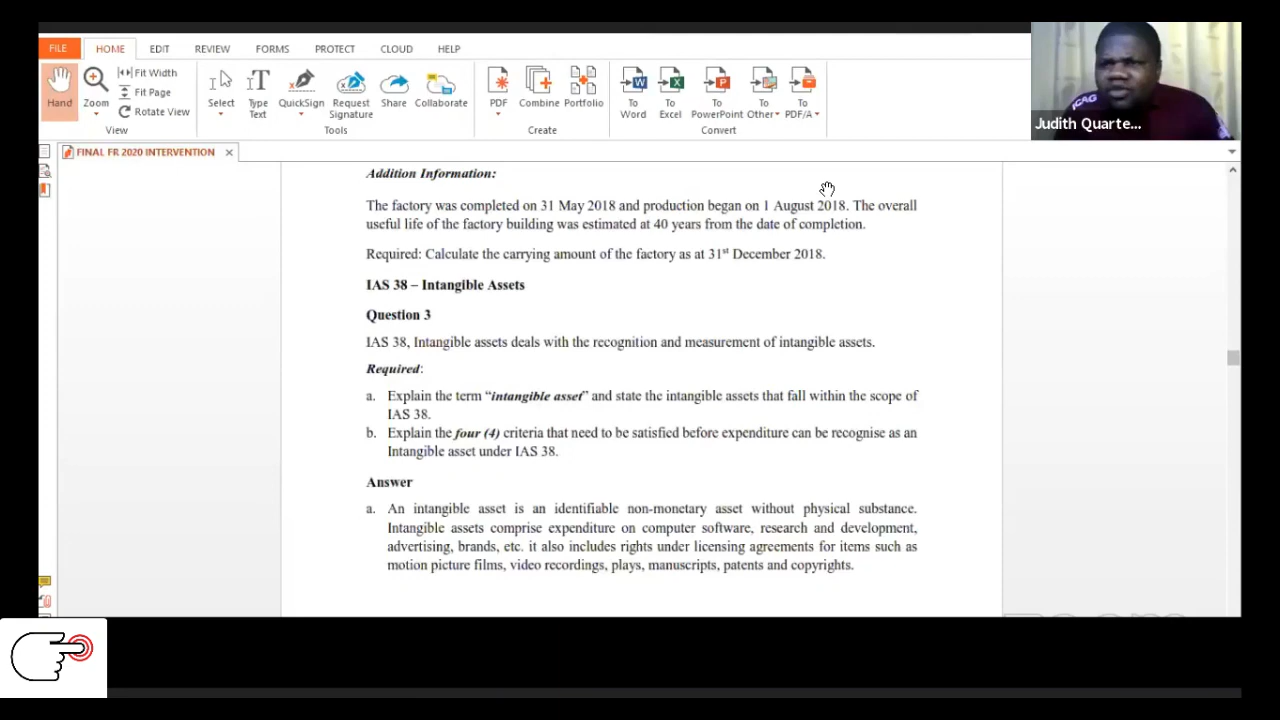 FILE HOME EDIT REVIEW FORMS PROTECT CLOUD HELP
Hand
Zoom
Fit Width
Fit Page
Rotate View
View
Select
Type Text
QuickSign
Request Signature
Share
Collaborate
Tools
PDF
Combine
Portfolio
Create
To Word
To Excel
To PowerPoint
To Other
To PDF/A
Convert
ICAG
Judith Quarte...
FINAL FR 2020 INTERVENTION
Addition Information:
The factory was completed on 31 May 2018 and production began on 1 August 2018. The overall
useful life of the factory building was estimated at 40 years from the date of completion.
Required: Calculate the carrying amount of the factory as at 31st December 2018.
IAS 38 – Intangible Assets
Question 3
IAS 38, Intangible assets deals with the recognition and measurement of intangible assets.
Required:
a. Explain the term “intangible asset” and state the intangible assets that fall within the scope of
IAS 38.
b. Explain the four (4) criteria that need to be satisfied before expenditure can be recognise as an
Intangible asset under IAS 38.
Answer
a. An intangible asset is an identifiable non-monetary asset without physical substance.
Intangible assets comprise expenditure on computer software, research and development,
advertising, brands, etc. it also includes rights under licensing agreements for items such as
motion picture films, video recordings, plays, manuscripts, patents and copyrights.